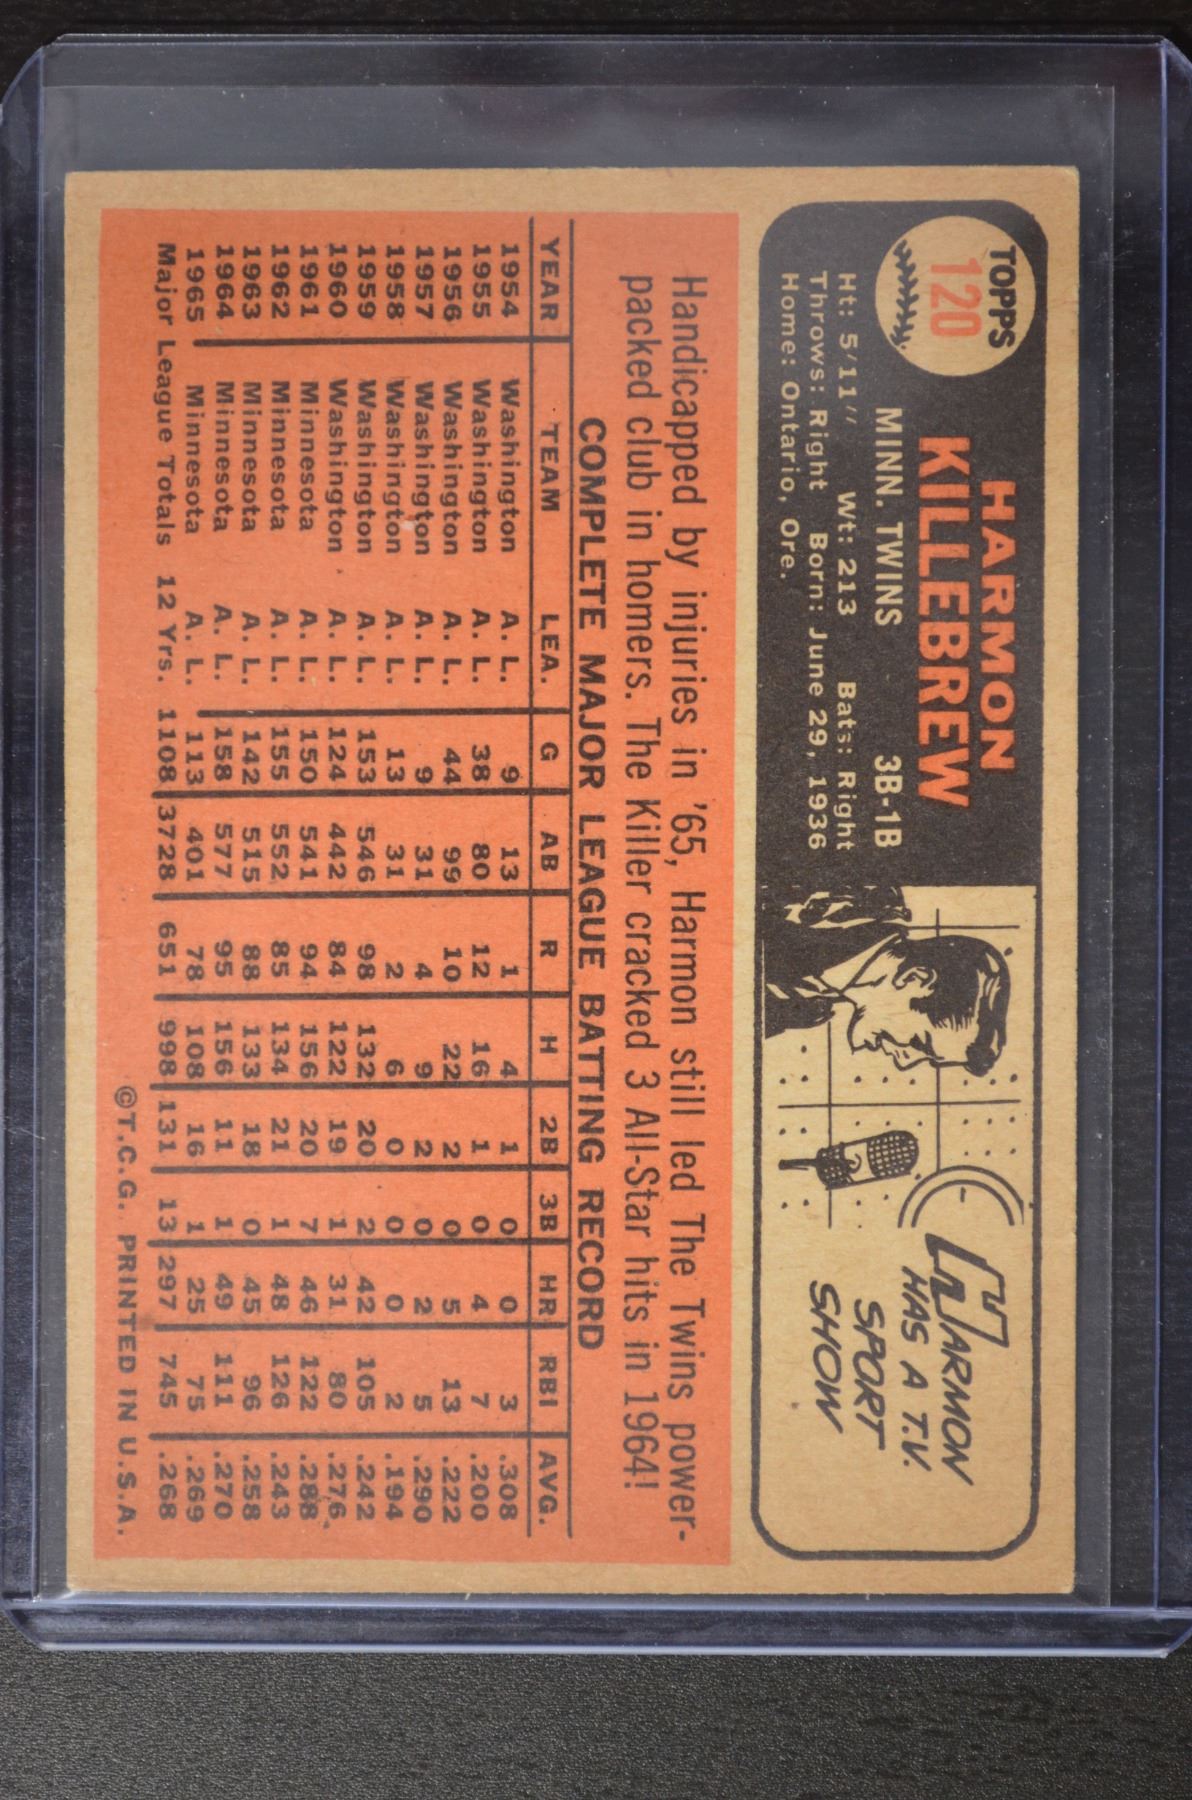 TOPPS
120
HARMON
KILLEBREW
MINN. TWINS 3B-1B
Ht: 5'11" Wt: 213 Bats: Right
Throws: Right Born: June 29, 1936
Home: Ontario, Ore.
HARMON
HAS A T.V.
SPORT
SHOW
Handicapped by injuries in '65, Harmon still led The Twins power-
packed club in homers. The Killer cracked 3 All-Star hits in 1964!
COMPLETE MAJOR LEAGUE BATTING RECORD
YEAR TEAM LEA. G AB R H 2B 3B HR RBI AVG.
1954 Washington A. L. 9 13 1 4 1 0 0 3 .308
1955 Washington A. L. 38 80 12 16 1 0 4 7 .200
1956 Washington A. L. 44 99 10 22 2 0 5 13 .222
1957 Washington A. L. 9 31 4 9 2 0 2 5 .290
1958 Washington A. L. 13 31 2 6 0 0 0 2 .194
1959 Washington A. L. 153 546 98 132 20 2 42 105 .242
1960 Washington A. L. 124 442 84 122 19 1 31 80 .276
1961 Minnesota A. L. 150 541 94 156 20 7 46 122 .288
1962 Minnesota A. L. 155 552 85 134 21 1 48 126 .243
1963 Minnesota A. L. 142 515 88 133 18 0 45 96 .258
1964 Minnesota A. L. 158 577 95 156 11 1 49 111 .270
1965 Minnesota A. L. 113 401 78 108 16 1 25 75 .269
Major League Totals 12 Yrs. 1108 3728 651 998 131 13 297 745 .268
©T.C.G. PRINTED IN U.S.A.